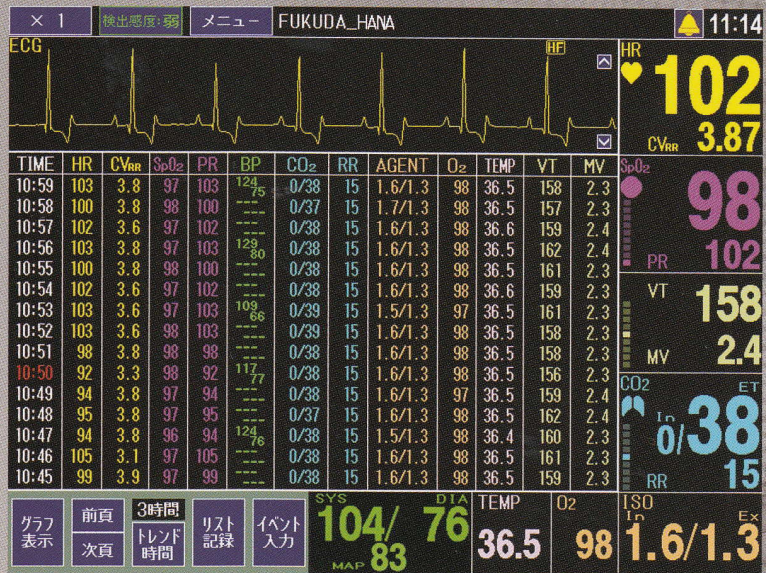 × 1 検出感度:弱 メニュー FUKUDA_HANA 11:14
ECG HF
HR
102
CVRR 3.87
TIME HR CVRR SpO2 PR BP CO2 RR AGENT O2 TEMP VT MV
10:59 103 3.8 97 103 124/75 0/38 15 1.6/1.3 98 36.5 158 2.3
10:58 100 3.8 98 100 --- --- 0/37 15 1.7/1.3 98 36.5 157 2.3
10:57 102 3.6 97 102 --- --- 0/38 15 1.6/1.3 98 36.6 159 2.4
10:56 103 3.8 97 103 129/80 0/38 15 1.6/1.3 98 36.5 162 2.4
10:55 100 3.8 98 100 --- --- 0/38 15 1.6/1.3 98 36.5 161 2.3
10:54 102 3.6 97 102 --- --- 0/38 15 1.6/1.3 98 36.6 159 2.3
10:53 103 3.6 97 103 109/66 0/39 15 1.5/1.3 97 36.5 161 2.3
10:52 103 3.6 98 103 --- --- 0/39 15 1.6/1.3 98 36.5 158 2.3
10:51 98 3.8 98 98 --- --- 0/38 15 1.6/1.3 98 36.5 158 2.3
10:50 92 3.3 98 92 117/77 0/38 15 1.6/1.3 98 36.5 156 2.3
10:49 94 3.8 97 94 --- --- 0/38 15 1.6/1.3 97 36.5 159 2.4
10:48 95 3.8 97 95 --- --- 0/37 15 1.6/1.3 98 36.5 162 2.4
10:47 94 3.8 96 94 124/76 0/38 15 1.5/1.3 98 36.4 160 2.3
10:46 105 3.1 97 105 --- --- 0/38 15 1.6/1.3 98 36.5 161 2.3
10:45 99 3.9 97 99 --- --- 0/38 15 1.6/1.3 98 36.5 159 2.3
SpO2
98
PR 102
VT 158
MV 2.4
CO2 ET
In 0/38
RR 15
グラフ表示
前頁
次頁
3時間
トレンド時間
リスト記録
イベント入力
SYS DIA
104/ 76
MAP 83
TEMP
36.5
O2
98
ISO
In Ex
1.6/1.3